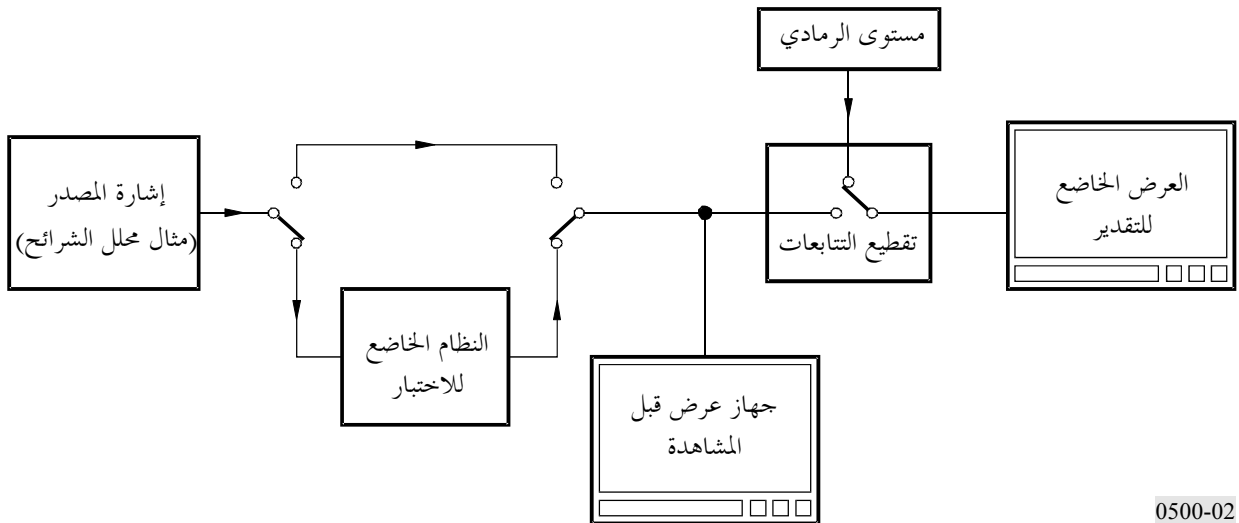 مستوى الرمادي
إشارة المصدر
(مثال محلل الشرائح)
العرض الخاضع
للتقدير
تقطيع التتابعات
النظام الخاضع
للاختبار
جهاز عرض قبل
المشاهدة
0500-02